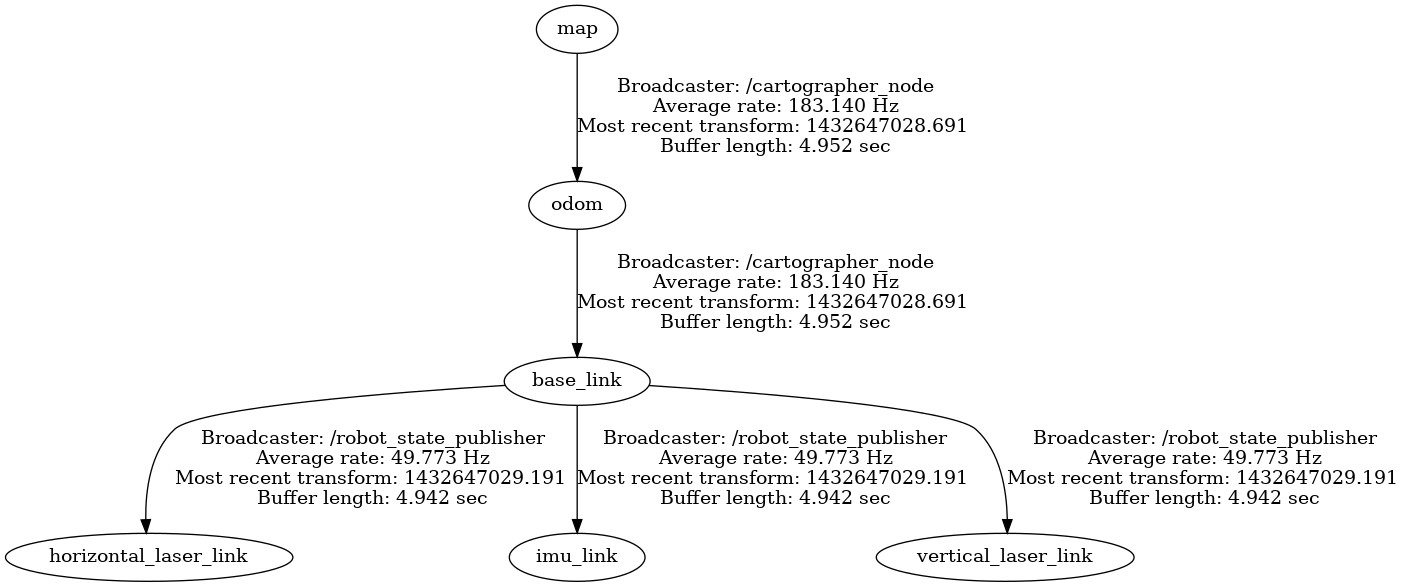 map
Broadcaster: /cartographer_node
Average rate: 183.140 Hz
Most recent transform: 1432647028.691
Buffer length: 4.952 sec
odom
Broadcaster: /cartographer_node
Average rate: 183.140 Hz
Most recent transform: 1432647028.691
Buffer length: 4.952 sec
base_link
Broadcaster: /robot_state_publisher
Average rate: 49.773 Hz
Most recent transform: 1432647029.191
Buffer length: 4.942 sec
Broadcaster: /robot_state_publisher
Average rate: 49.773 Hz
Most recent transform: 1432647029.191
Buffer length: 4.942 sec
Broadcaster: /robot_state_publisher
Average rate: 49.773 Hz
Most recent transform: 1432647029.191
Buffer length: 4.942 sec
horizontal_laser_link
imu_link
vertical_laser_link